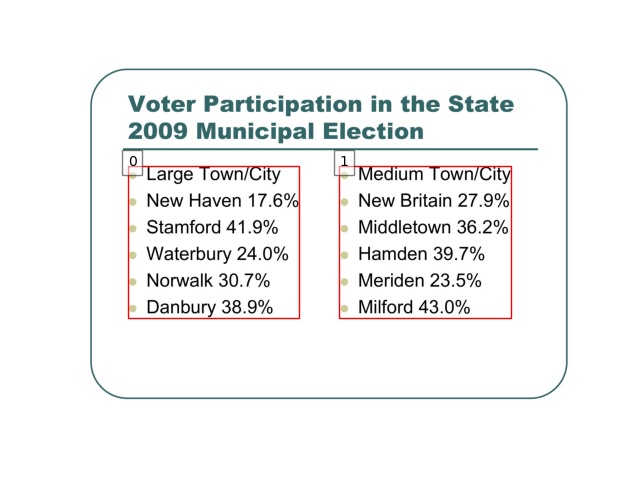 Voter Participation in the State
2009 Municipal Election
0
Large Town/City
New Haven 17.6%
Stamford 41.9%
Waterbury 24.0%
Norwalk 30.7%
Danbury 38.9%
1
Medium Town/City
New Britain 27.9%
Middletown 36.2%
Hamden 39.7%
Meriden 23.5%
Milford 43.0%